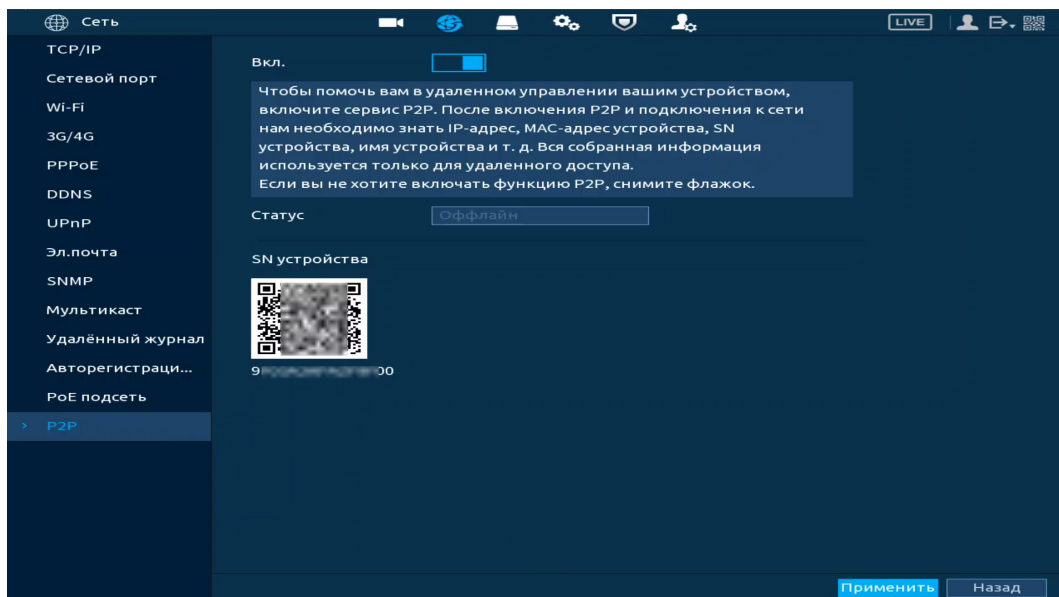 Сеть
LIVE
TCP/IP
Сетевой порт
Wi-Fi
3G/4G
PPPoE
DDNS
UPnP
Эл.почта
SNMP
Мультикаст
Удалённый журнал
Авторегистраци...
PoE подсеть
P2P
Вкл.
Чтобы помочь вам в удаленном управлении вашим устройством,
включите сервис P2P. После включения P2P и подключения к сети
нам необходимо знать IP-адрес, MAC-адрес устройства, SN
устройства, имя устройства и т. д. Вся собранная информация
используется только для удаленного доступа.
Если вы не хотите включать функцию P2P, снимите флажок.
Статус
Оффлайн
SN устройства
Применить
Назад